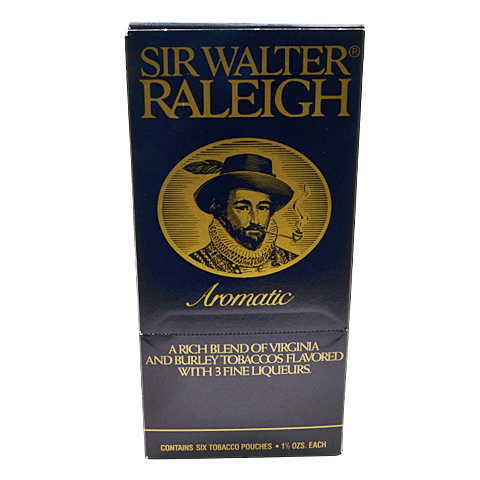 SIR WALTER®
RALEIGH
Aromatic
A RICH BLEND OF VIRGINIA
AND BURLEY TOBACCOS FLAVORED
WITH 3 FINE LIQUEURS.
CONTAINS SIX TOBACCO POUCHES • 1½ OZS. EACH